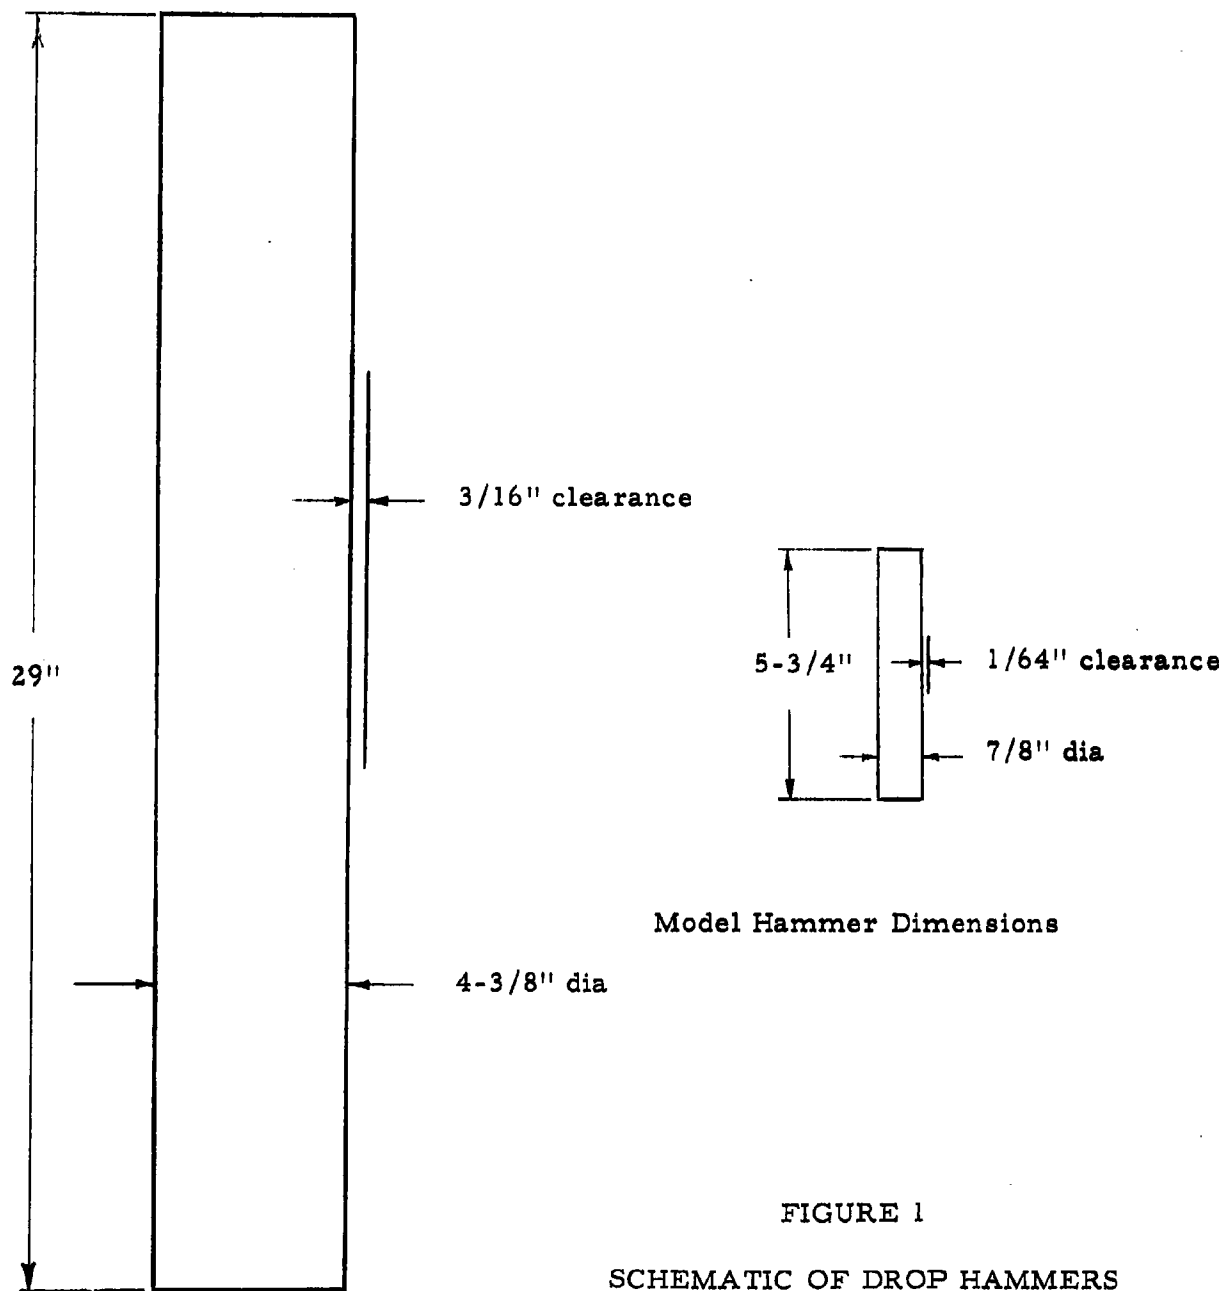 3/16" clearance
29"
5-3/4"
1/64" clearance
7/8" dia
Model Hammer Dimensions
4-3/8" dia
FIGURE 1
SCHEMATIC OF DROP HAMMERS